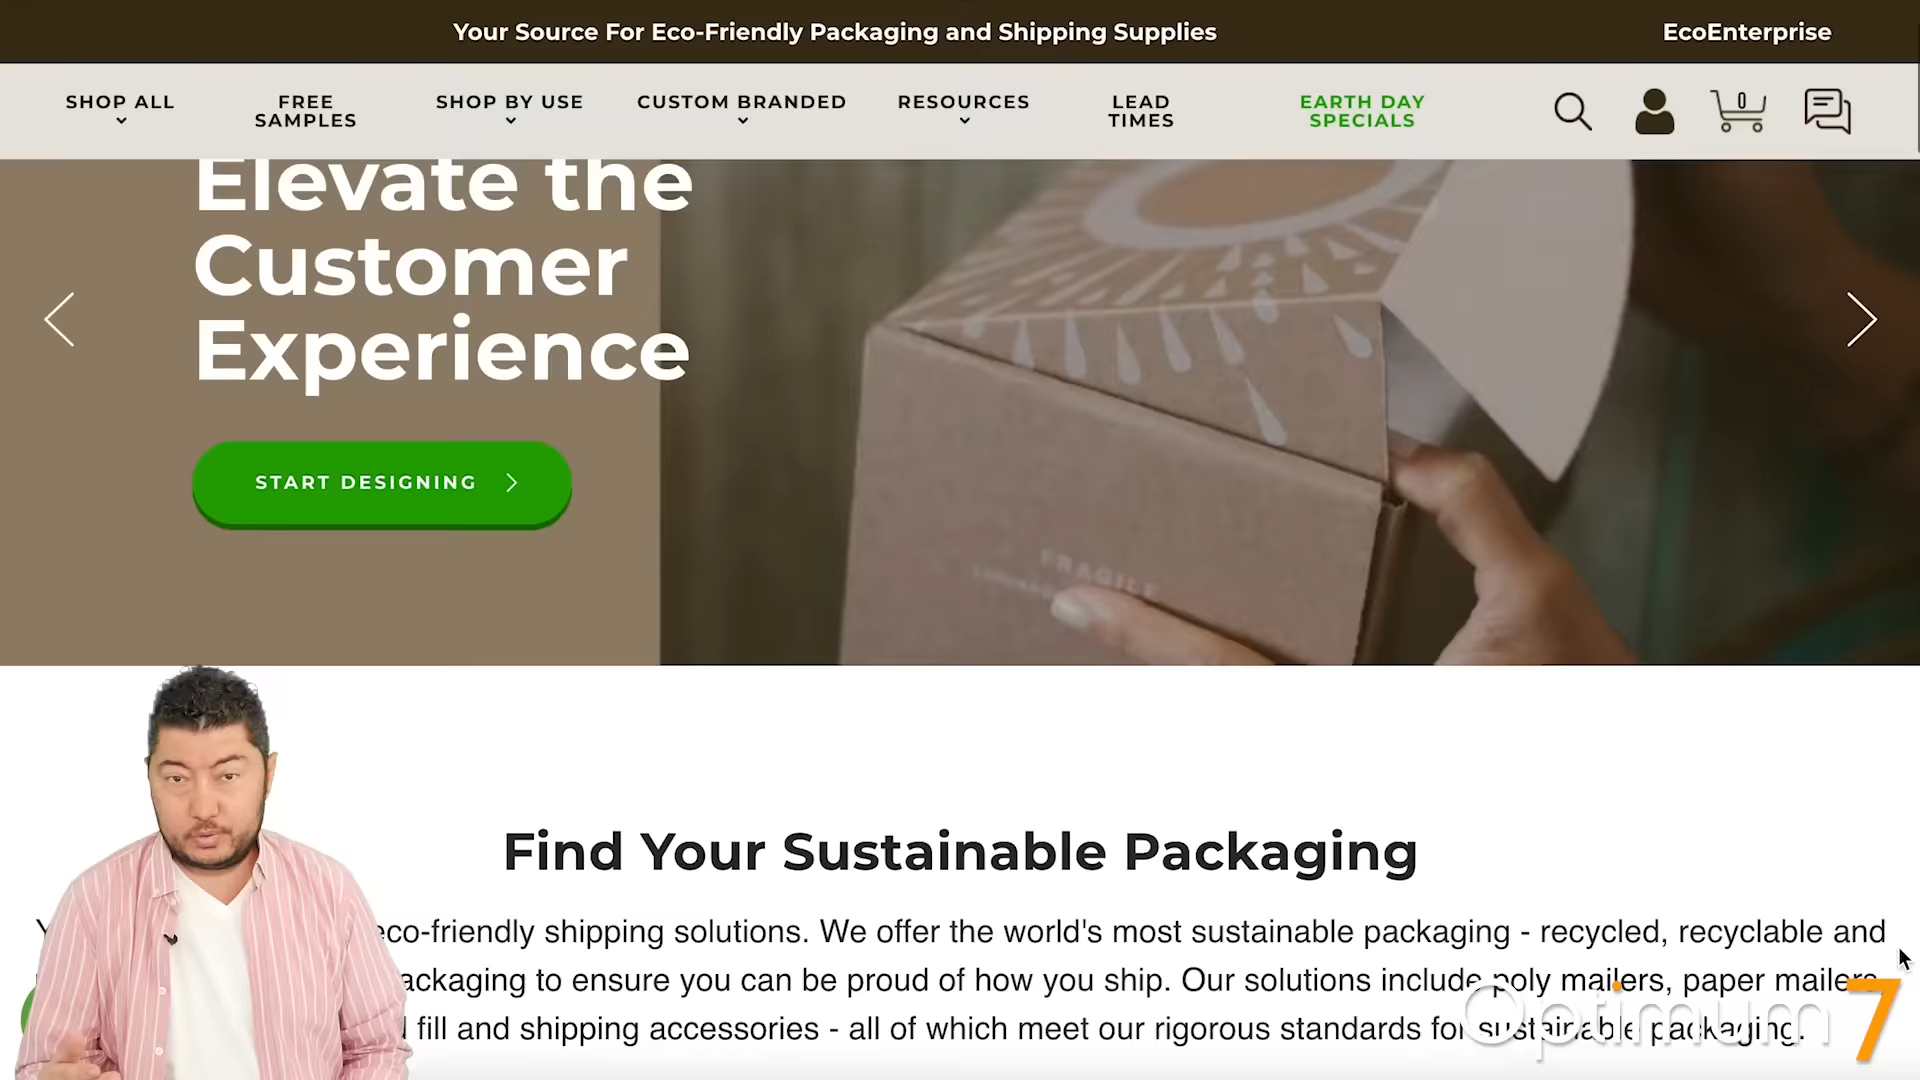 Your Source For Eco-Friendly Packaging and Shipping Supplies
EcoEnterprise
SHOP ALL
FREE
SAMPLES
SHOP BY USE
CUSTOM BRANDED
RESOURCES
LEAD
TIMES
EARTH DAY
SPECIALS
0
Elevate the
Customer
Experience
START DESIGNING
FRAGILE
Find Your Sustainable Packaging
eco-friendly shipping solutions. We offer the world's most sustainable packaging - recycled, recyclable and
ackaging to ensure you can be proud of how you ship. Our solutions include poly mailers, paper mailers,
fill and shipping accessories - all of which meet our rigorous standards for sustainable packaging.
Optimum7